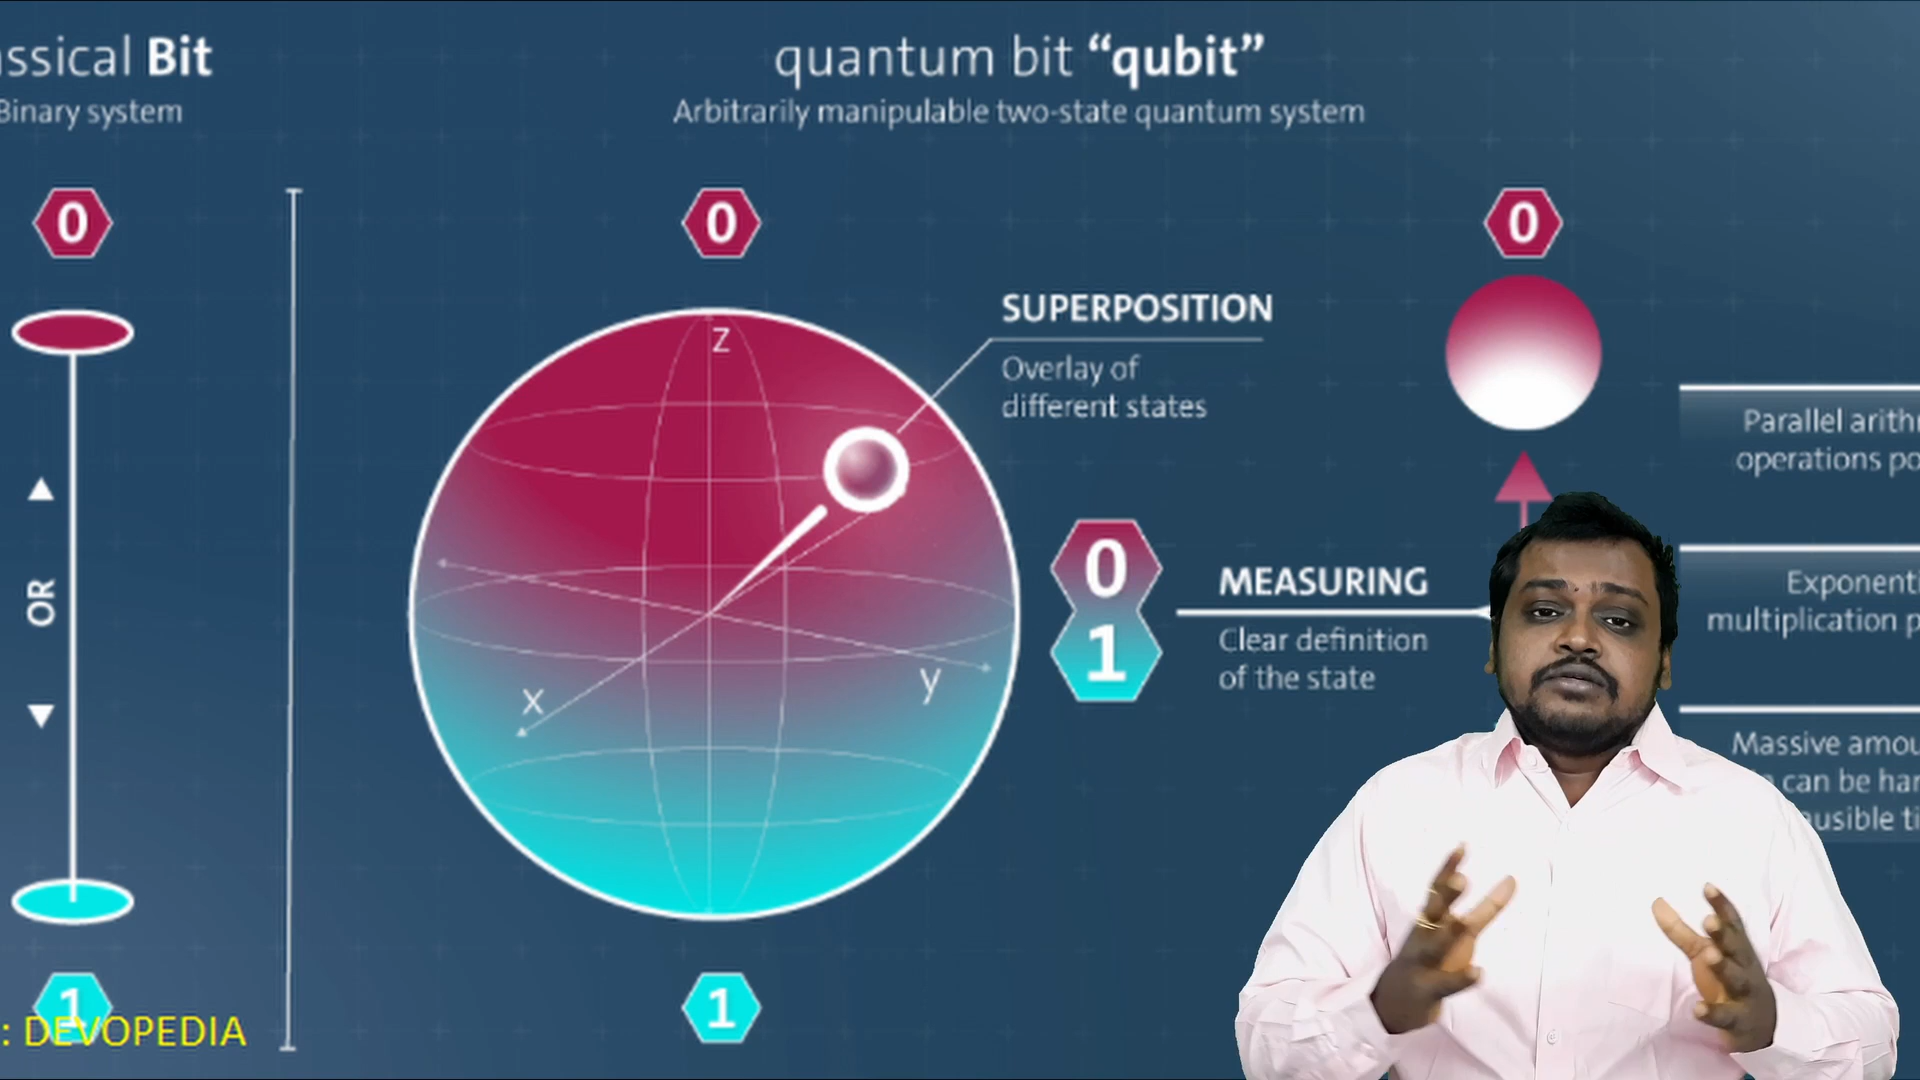 ssical Bit
Binary system
0
OR
1
: DEVOPEDIA
quantum bit “qubit”
Arbitrarily manipulable two-state quantum system
0
z
x
y
1
SUPERPOSITION
Overlay of
different states
0
1
MEASURING
Clear definition
of the state
0
Parallel arith
operations po
Exponenti
multiplication p
Massive amou
can be har
usible ti